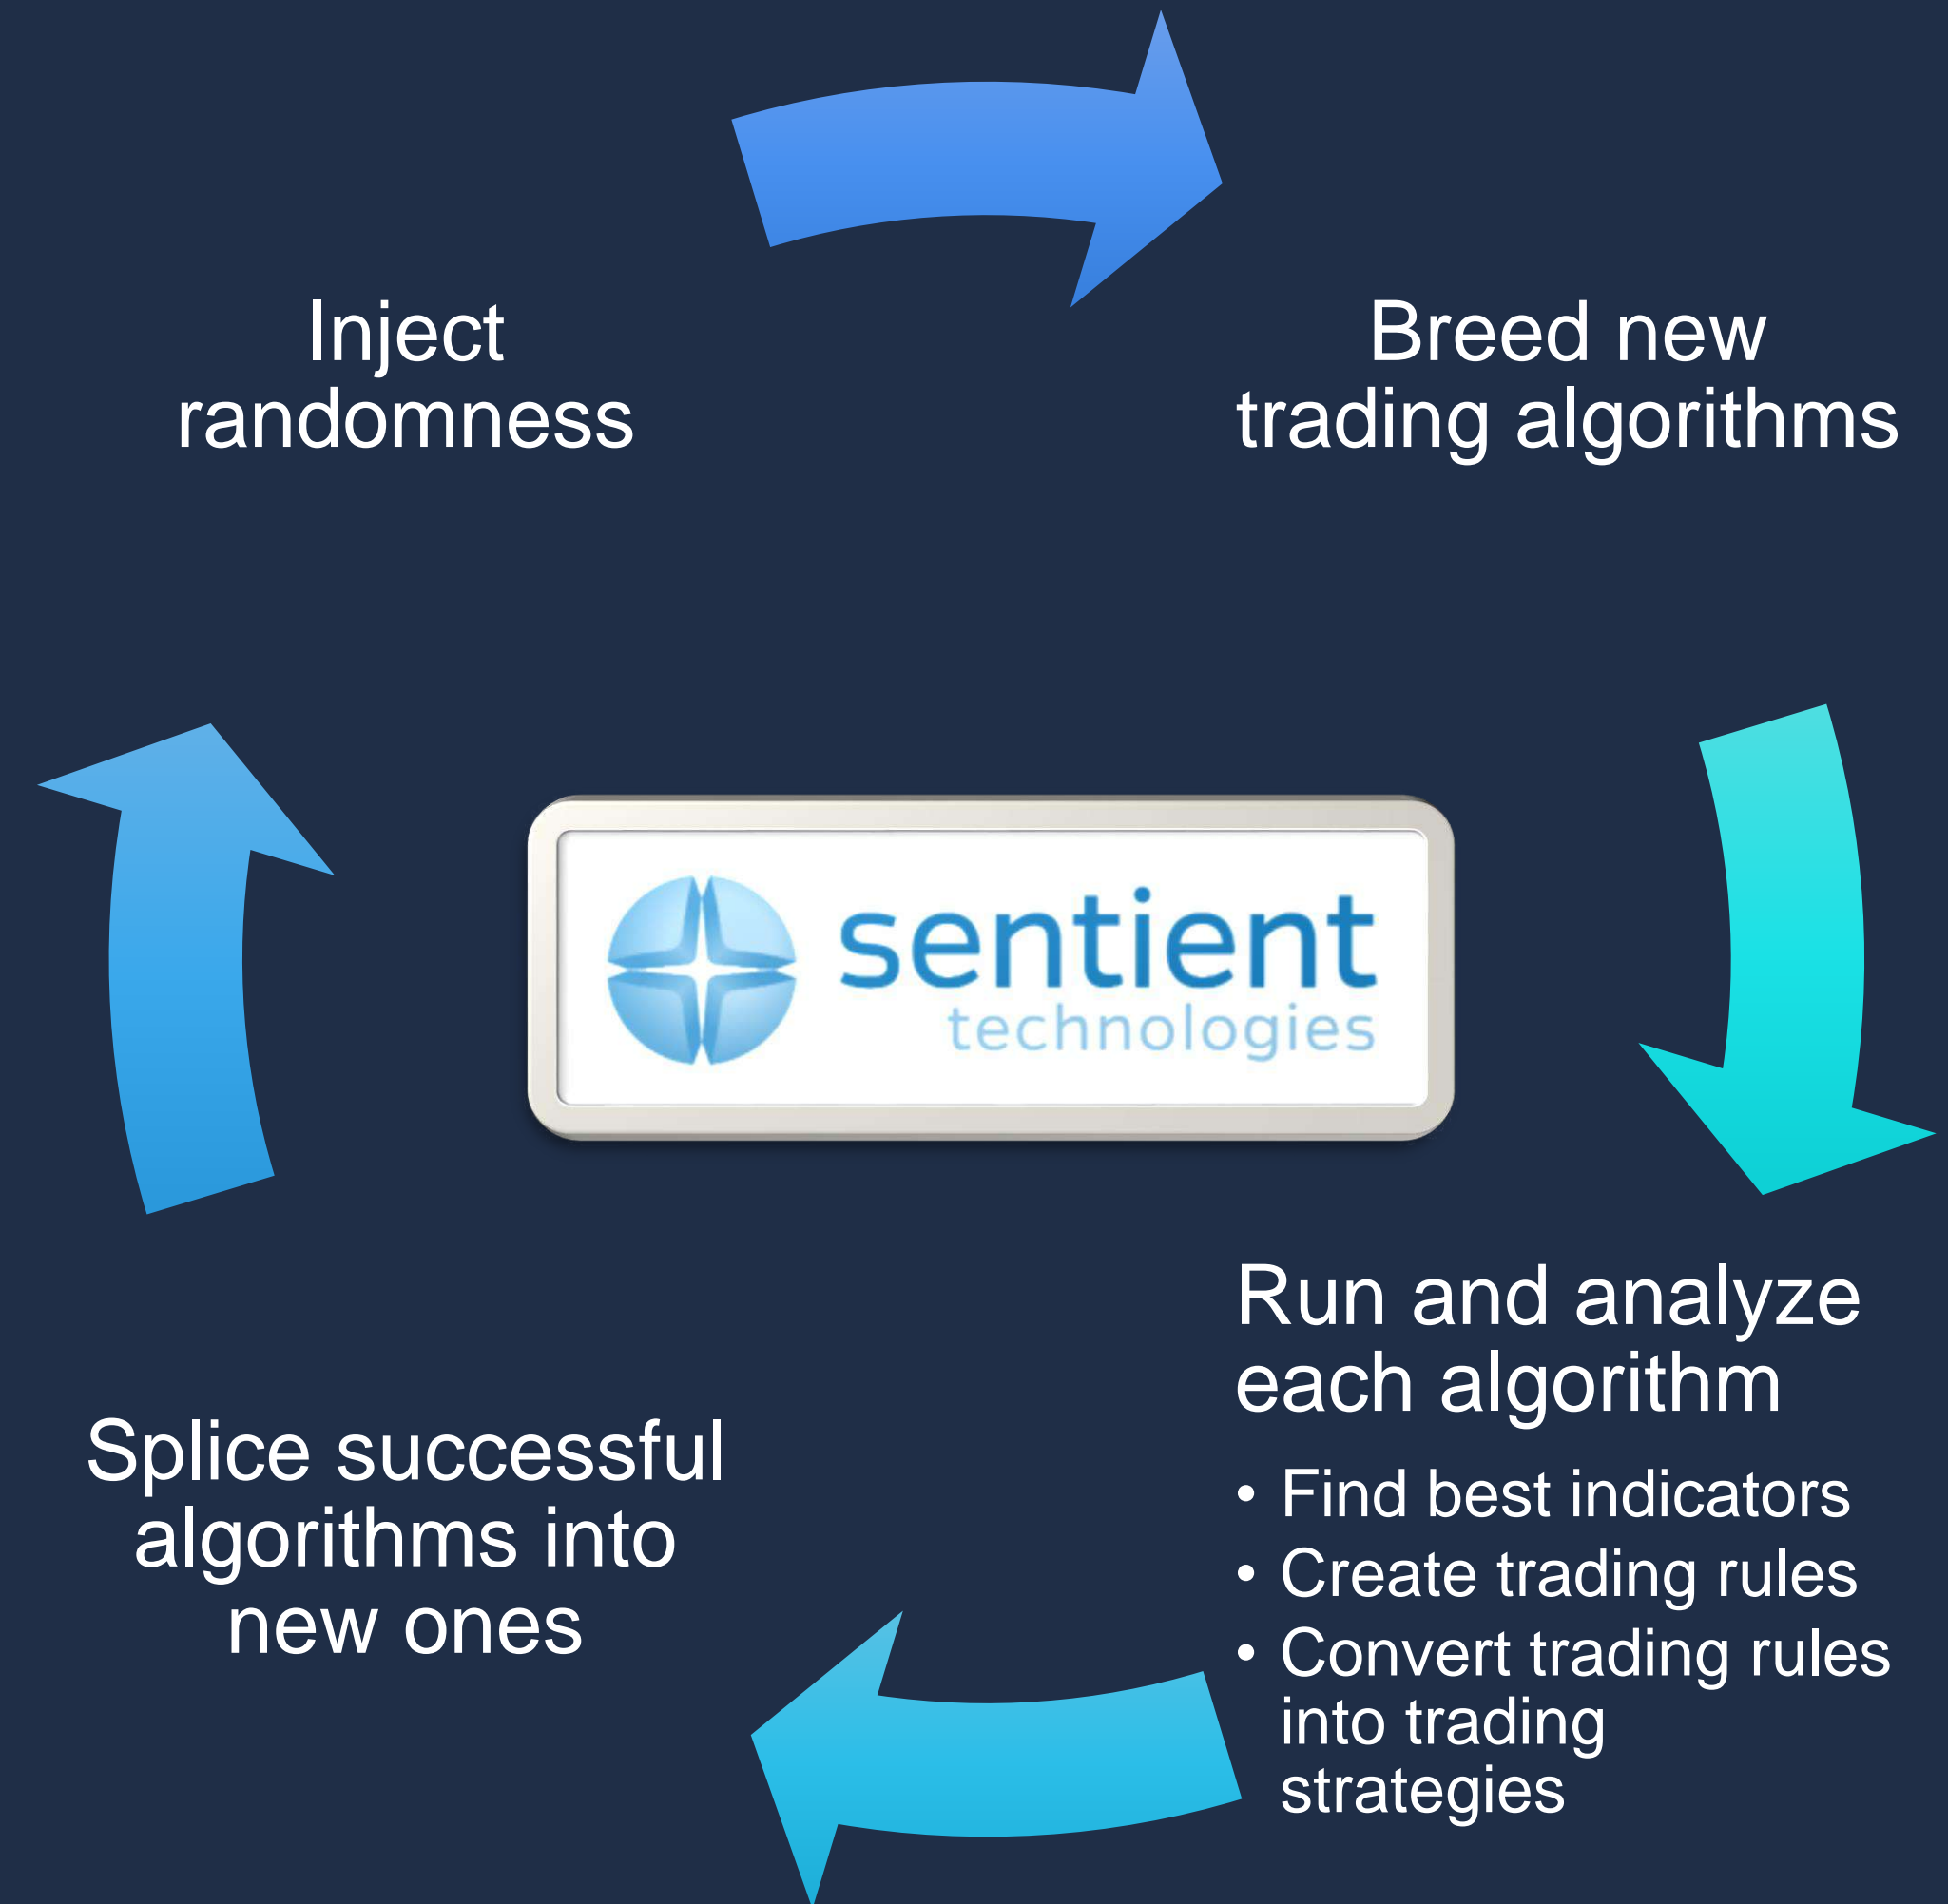 Inject
randomness
Breed new
trading algorithms
sentient
technologies
Run and analyze
each algorithm
• Find best indicators
• Create trading rules
• Convert trading rules
into trading
strategies
Splice successful
algorithms into
new ones